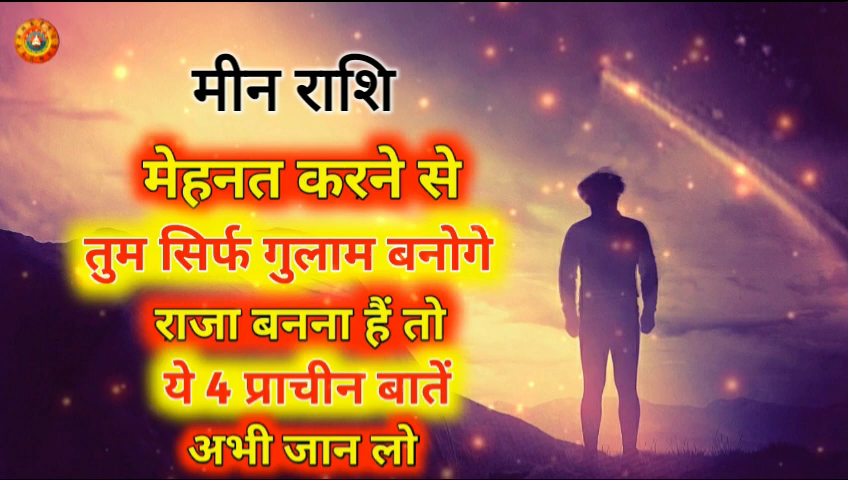 मीन राशि
मेहनत करने से
तुम सिर्फ गुलाम बनोगे
राजा बनना हैं तो
ये 4 प्राचीन बातें
अभी जान लो